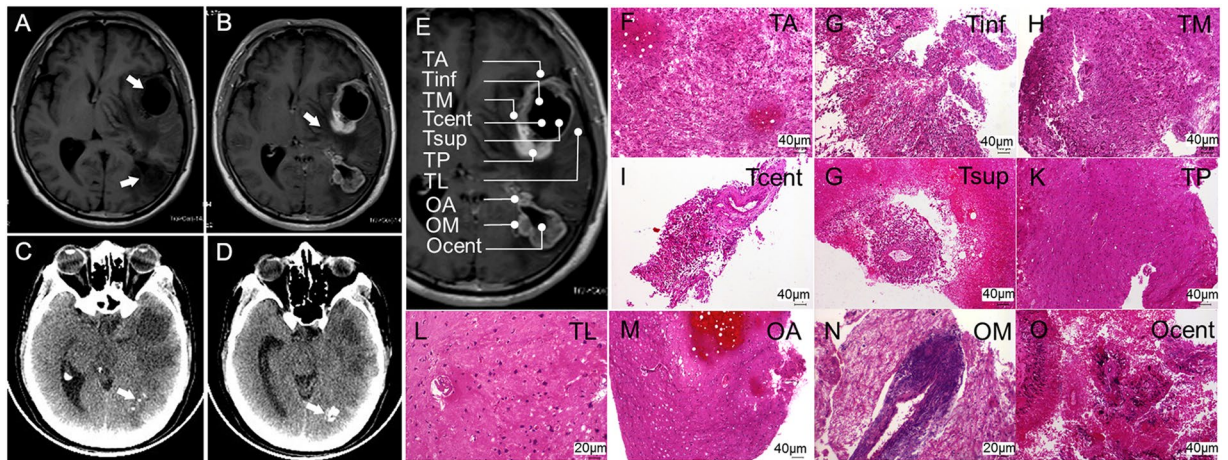 A
B
C
D
E
TA
Tinf
TM
Tcent
Tsup
TP
TL
OA
OM
Ocent
F
TA
40µm
G
Tinf
40µm
H
TM
40µm
I
Tcent
40µm
G
Tsup
40µm
K
TP
40µm
L
TL
20µm
M
OA
40µm
N
OM
20µm
O
Ocent
40µm